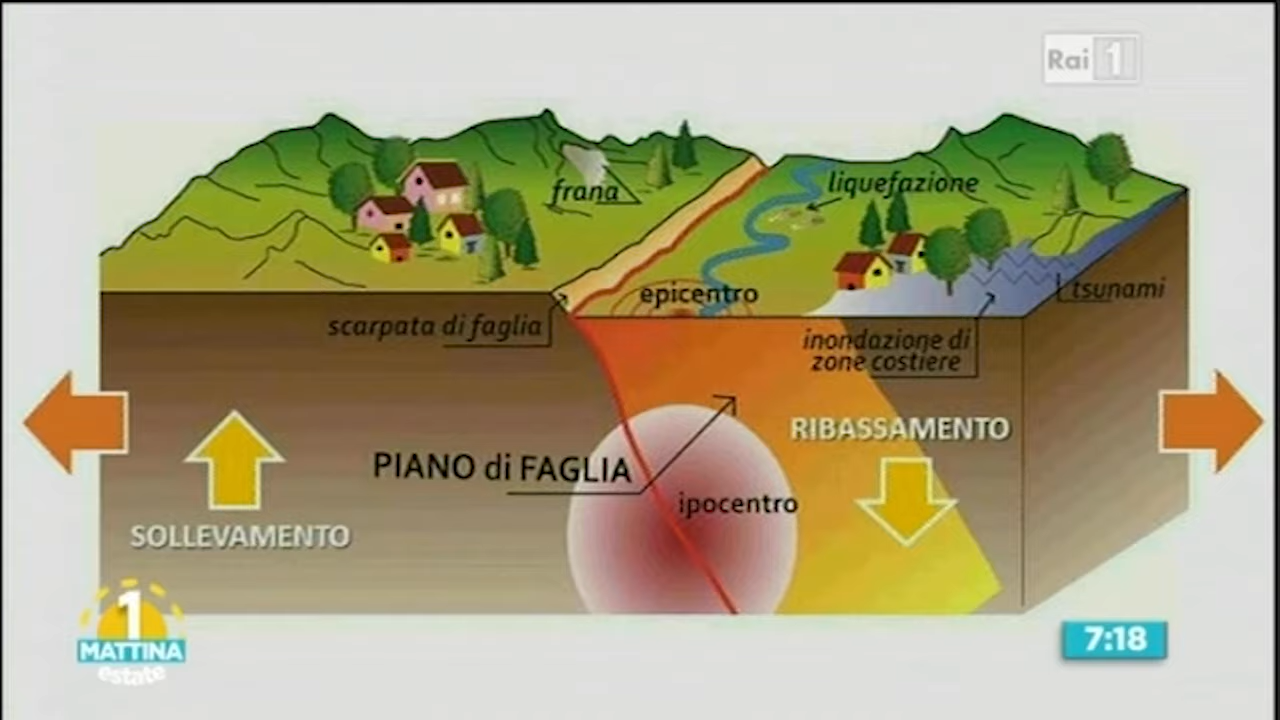 Rai 1
frana
liquefazione
epicentro
tsunami
scarpata di faglia
inondazione di
zone costiere
RIBASSAMENTO
PIANO di FAGLIA
ipocentro
SOLLEVAMENTO
1
MATTINA
estate
7:18